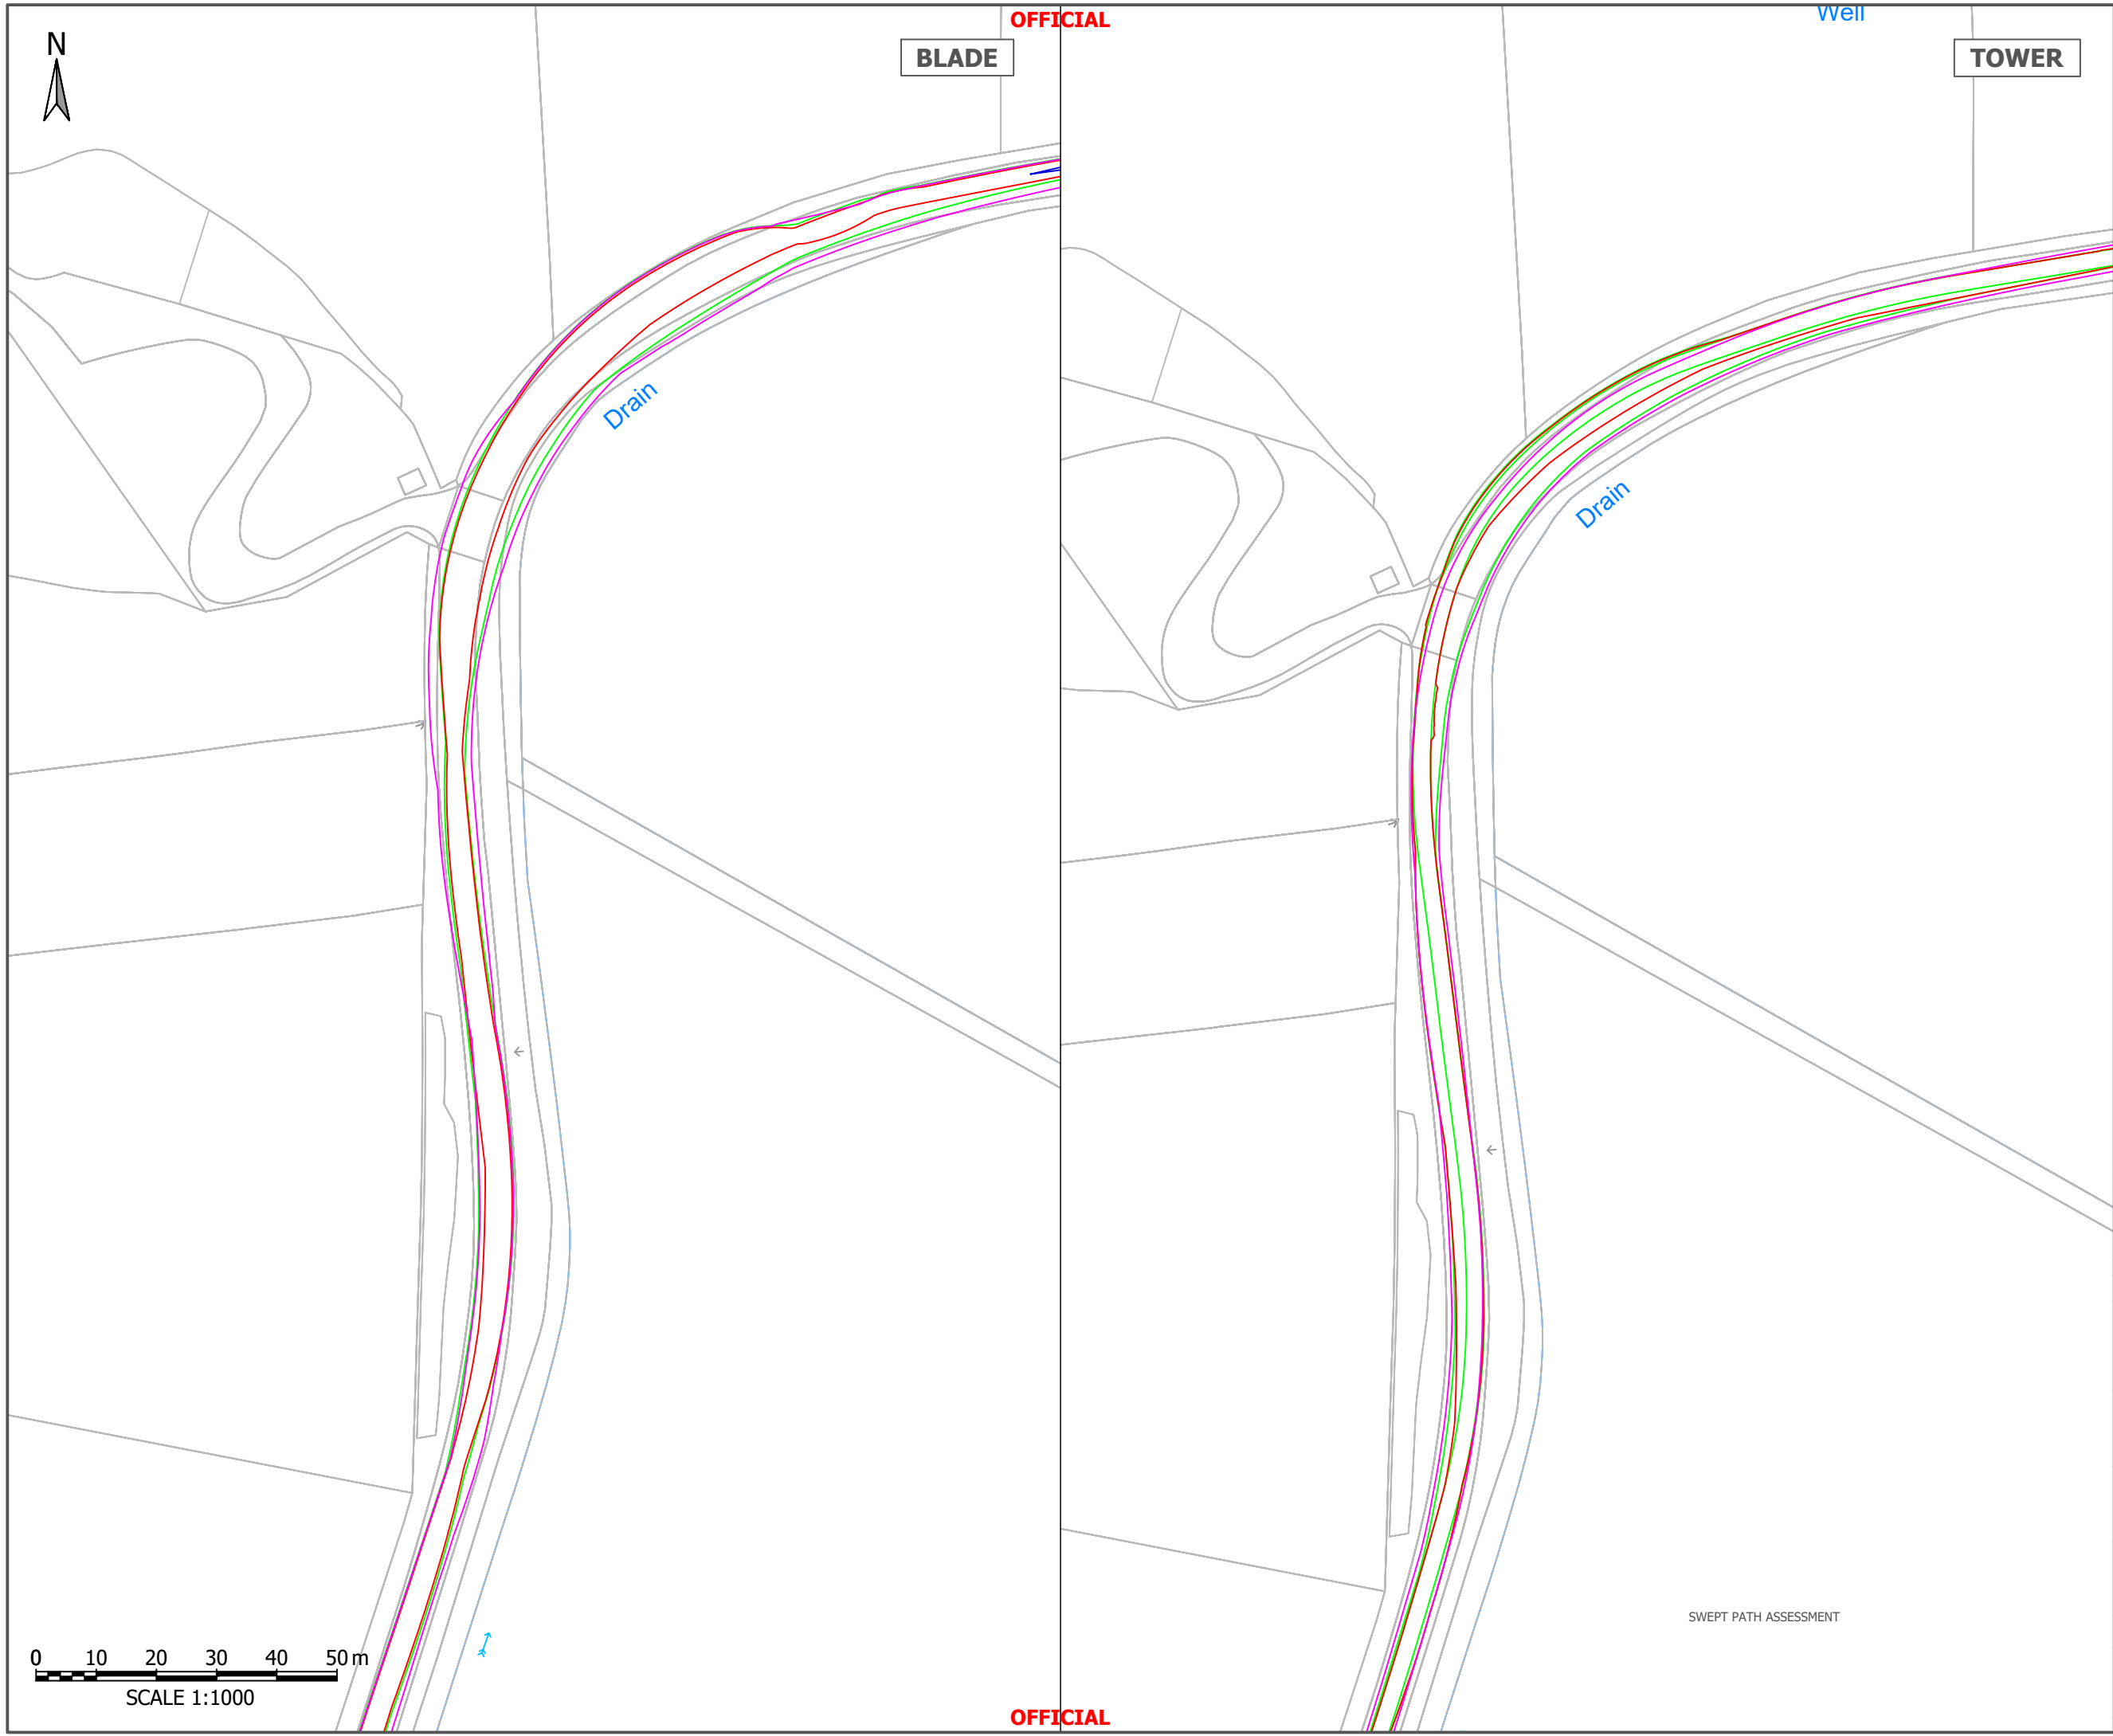 OFFICIAL
Well
N
BLADE
TOWER
Drain
Drain
SWEPT PATH ASSESSMENT
0 10 20 30 40 50 m
SCALE 1:1000
OFFICIAL